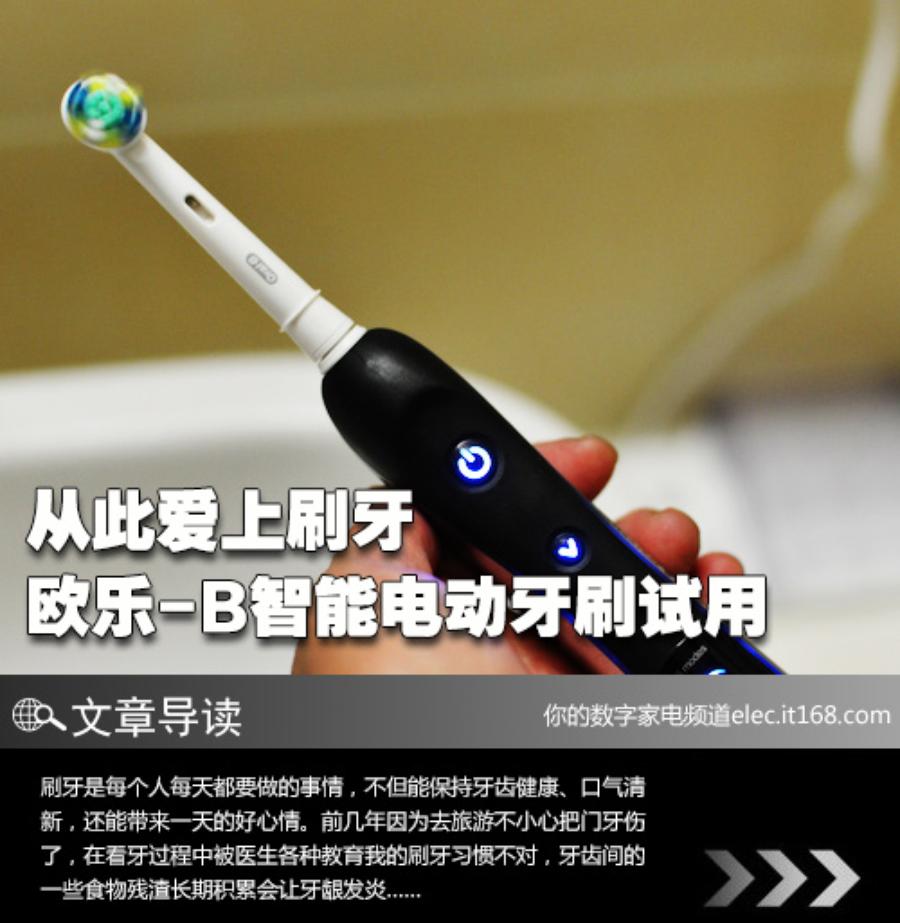 从此爱上刷牙
欧乐-B智能电动牙刷试用
modes
文章导读
你的数字家电频道elec.it168.com
刷牙是每个人每天都要做的事情，不但能保持牙齿健康、口气清
新，还能带来一天的好心情。前几年因为去旅游不小心把门牙伤
了，在看牙过程中被医生各种教育我的刷牙习惯不对，牙齿间的
一些食物残渣长期积累会让牙龈发炎......